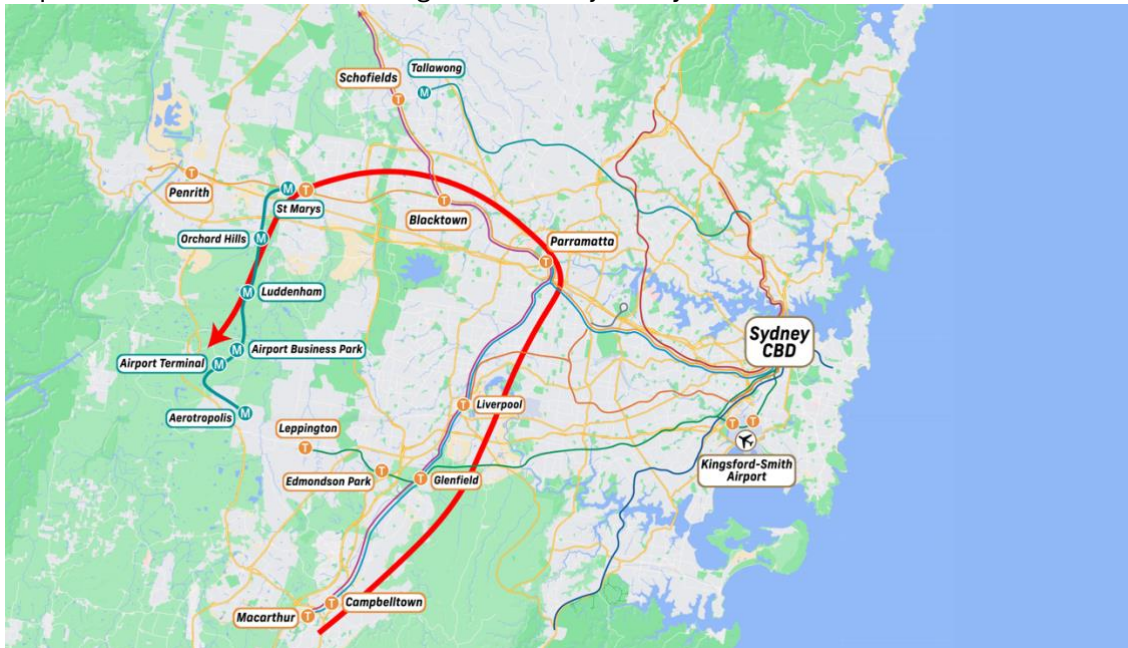 Schofields
Tallawong
M
T
T
Penrith
M
T
St Marys
T
Blacktown
Orchard Hills
M
Parramatta
T
M
Luddenham
Sydney
CBD
M
Airport Business Park
Airport Terminal
M
Aerotropolis
M
T
Liverpool
T
T
Leppington
T
Edmondson Park
T
T
Glenfield
Kingsford-Smith
Airport
Macarthur
T
T
Campbelltown